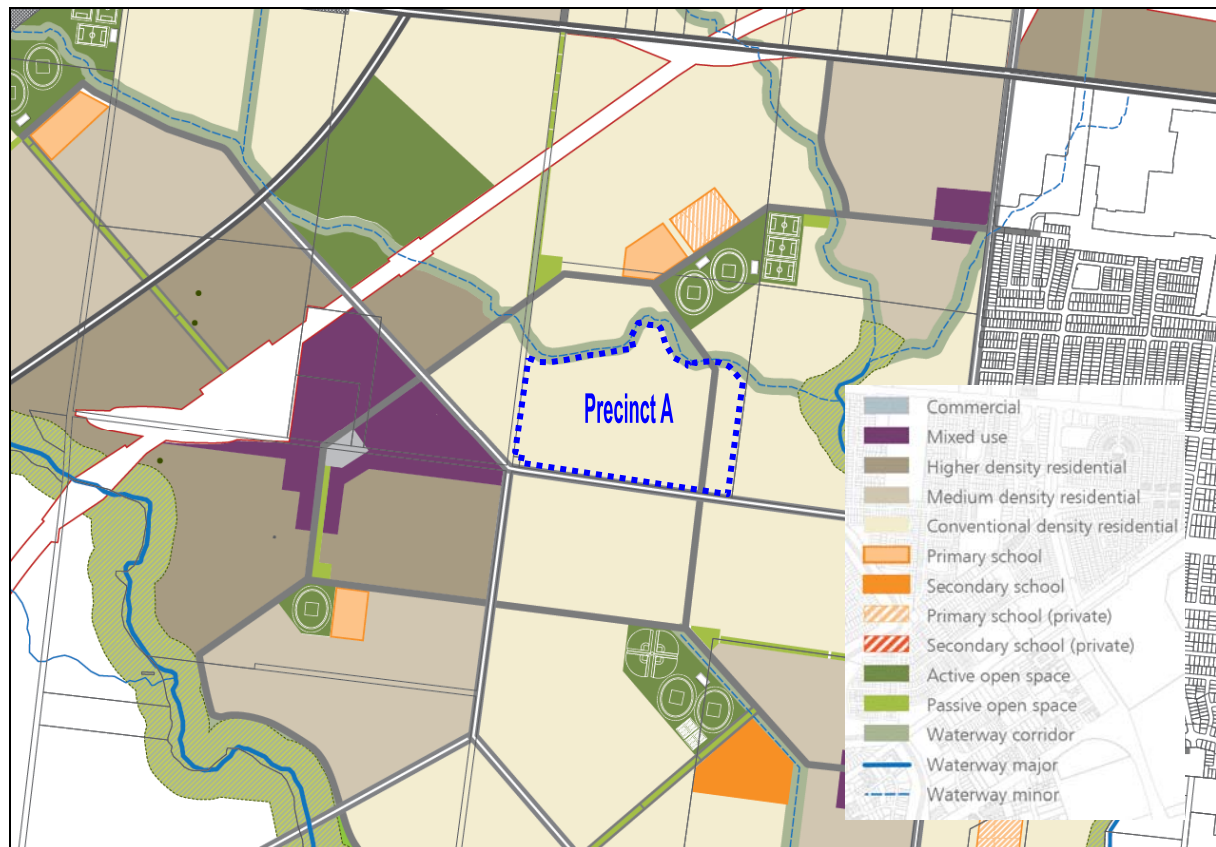 Precinct A
Commercial
Mixed use
Higher density residential
Medium density residential
Conventional density residential
Primary school
Secondary school
Primary school (private)
Secondary school (private)
Active open space
Passive open space
Waterway corridor
Waterway major
Waterway minor